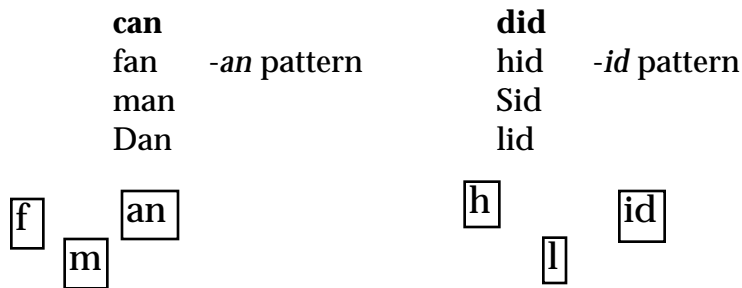 can did
fan -an pattern hid -id pattern
man Sid
Dan lid
f an h id
m l